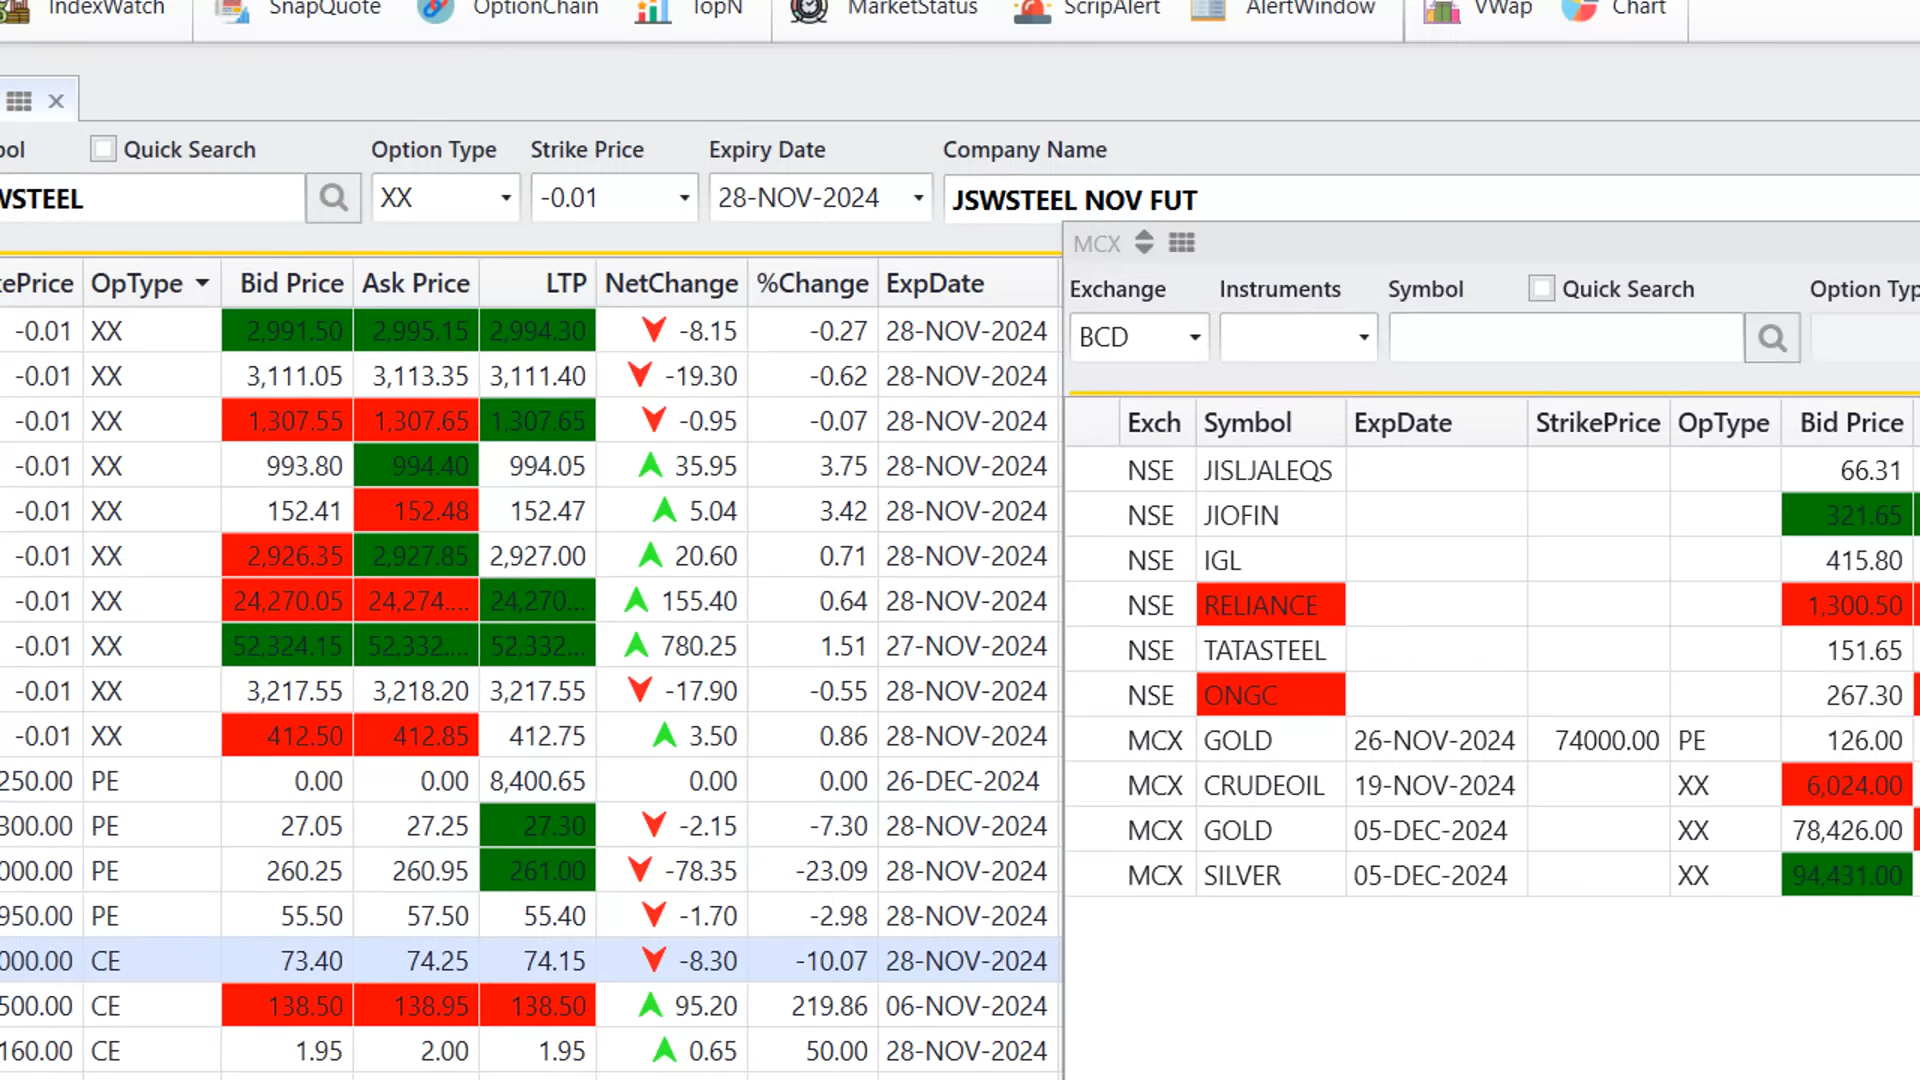 IndexWatch SnapQuote OptionChain TopN MarketStatus ScripAlert AlertWindow VWap Chart
Quick Search Option Type Strike Price Expiry Date Company Name
WSTEEL XX -0.01 28-NOV-2024 JSWSTEEL NOV FUT
ePrice OpType Bid Price Ask Price LTP NetChange %Change ExpDate
-0.01 XX 2,991.50 2,995.15 2,994.30 -8.15 -0.27 28-NOV-2024
-0.01 XX 3,111.05 3,113.35 3,111.40 -19.30 -0.62 28-NOV-2024
-0.01 XX 1,307.55 1,307.65 1,307.65 -0.95 -0.07 28-NOV-2024
-0.01 XX 993.80 994.40 994.05 35.95 3.75 28-NOV-2024
-0.01 XX 152.41 152.48 152.47 5.04 3.42 28-NOV-2024
-0.01 XX 2,926.35 2,927.85 2,927.00 20.60 0.71 28-NOV-2024
-0.01 XX 24,270.05 24,274.... 24,270... 155.40 0.64 28-NOV-2024
-0.01 XX 52,324.15 52,332.... 52,332... 780.25 1.51 27-NOV-2024
-0.01 XX 3,217.55 3,218.20 3,217.55 -17.90 -0.55 28-NOV-2024
-0.01 XX 412.50 412.85 412.75 3.50 0.86 28-NOV-2024
250.00 PE 0.00 0.00 8,400.65 0.00 0.00 26-DEC-2024
300.00 PE 27.05 27.25 27.30 -2.15 -7.30 28-NOV-2024
000.00 PE 260.25 260.95 261.00 -78.35 -23.09 28-NOV-2024
950.00 PE 55.50 57.50 55.40 -1.70 -2.98 28-NOV-2024
000.00 CE 73.40 74.25 74.15 -8.30 -10.07 28-NOV-2024
500.00 CE 138.50 138.95 138.50 95.20 219.86 06-NOV-2024
160.00 CE 1.95 2.00 1.95 0.65 50.00 28-NOV-2024
MCX
Exchange Instruments Symbol Quick Search Option Typ
BCD
Exch Symbol ExpDate StrikePrice OpType Bid Price
NSE JISLJALEQS 66.31
NSE JIOFIN 321.65
NSE IGL 415.80
NSE RELIANCE 1,300.50
NSE TATASTEEL 151.65
NSE ONGC 267.30
MCX GOLD 26-NOV-2024 74000.00 PE 126.00
MCX CRUDEOIL 19-NOV-2024 XX 6,024.00
MCX GOLD 05-DEC-2024 XX 78,426.00
MCX SILVER 05-DEC-2024 XX 94,431.00